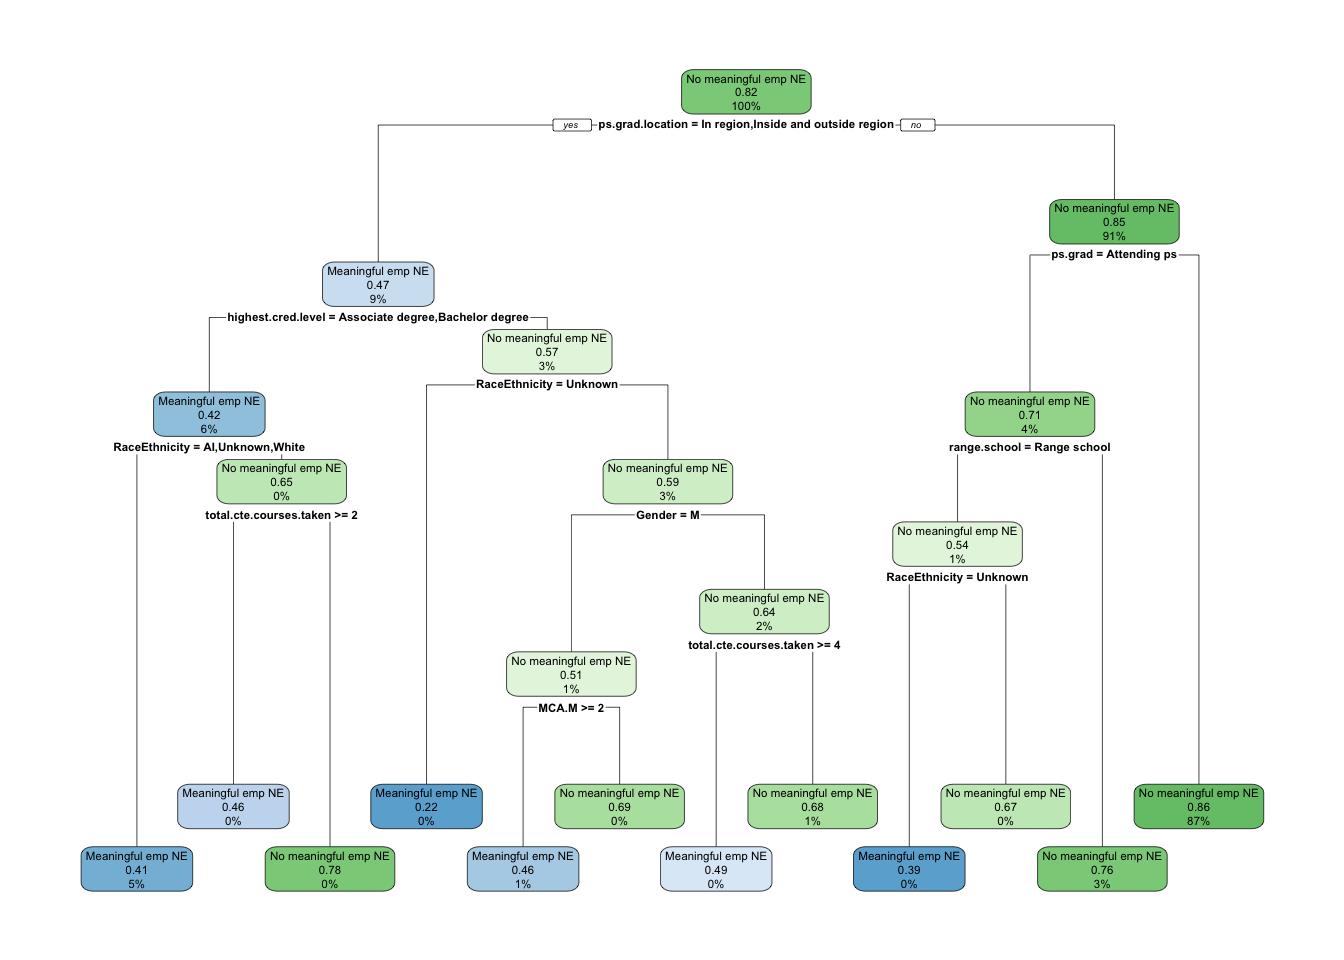 No meaningful emp NE
0.82
100%
yes
ps.grad.location = In region,Inside and outside region
no
No meaningful emp NE
0.85
91%
ps.grad = Attending ps
Meaningful emp NE
0.47
9%
highest.cred.level = Associate degree,Bachelor degree
No meaningful emp NE
0.57
3%
RaceEthnicity = Unknown
Meaningful emp NE
0.42
6%
RaceEthnicity = AI,Unknown,White
No meaningful emp NE
0.71
4%
range.school = Range school
No meaningful emp NE
0.65
0%
total.cte.courses.taken >= 2
No meaningful emp NE
0.59
3%
Gender = M
No meaningful emp NE
0.54
1%
RaceEthnicity = Unknown
No meaningful emp NE
0.64
2%
total.cte.courses.taken >= 4
No meaningful emp NE
0.51
1%
MCA.M >= 2
Meaningful emp NE
0.46
0%
Meaningful emp NE
0.22
0%
No meaningful emp NE
0.69
0%
No meaningful emp NE
0.68
1%
No meaningful emp NE
0.67
0%
No meaningful emp NE
0.86
87%
Meaningful emp NE
0.41
5%
No meaningful emp NE
0.78
0%
Meaningful emp NE
0.46
1%
Meaningful emp NE
0.49
0%
Meaningful emp NE
0.39
0%
No meaningful emp NE
0.76
3%